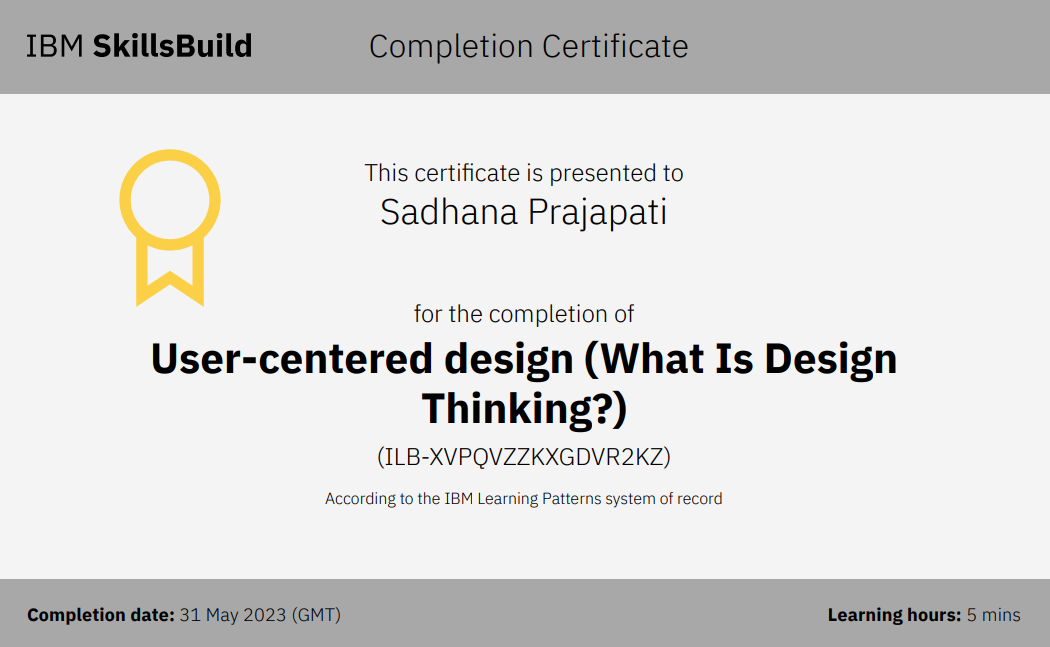 IBM SkillsBuild
Completion Certificate
This certificate is presented to
Sadhana Prajapati
for the completion of
User-centered design (What Is Design
Thinking?)
(ILB-XVPQVZZKXGDVR2KZ)
According to the IBM Learning Patterns system of record
Completion date: 31 May 2023 (GMT)
Learning hours: 5 mins